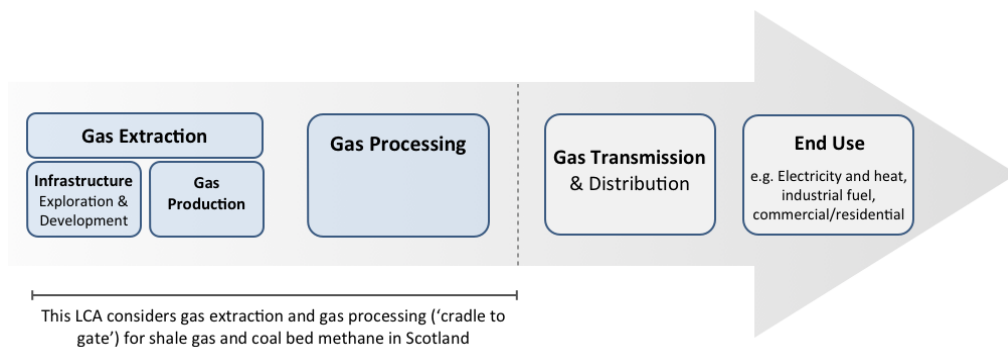 Gas Extraction
Infrastructure
Exploration &
Development
Gas
Production
Gas Processing
Gas Transmission
& Distribution
End Use
e.g. Electricity and heat,
industrial fuel,
commercial/residential
This LCA considers gas extraction and gas processing (‘cradle to
gate’) for shale gas and coal bed methane in Scotland